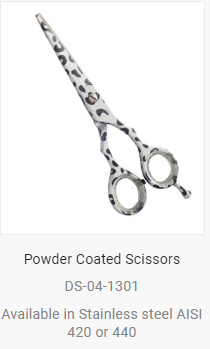 Powder Coated Scissors
DS-04-1301
Available in Stainless steel AISI
420 or 440